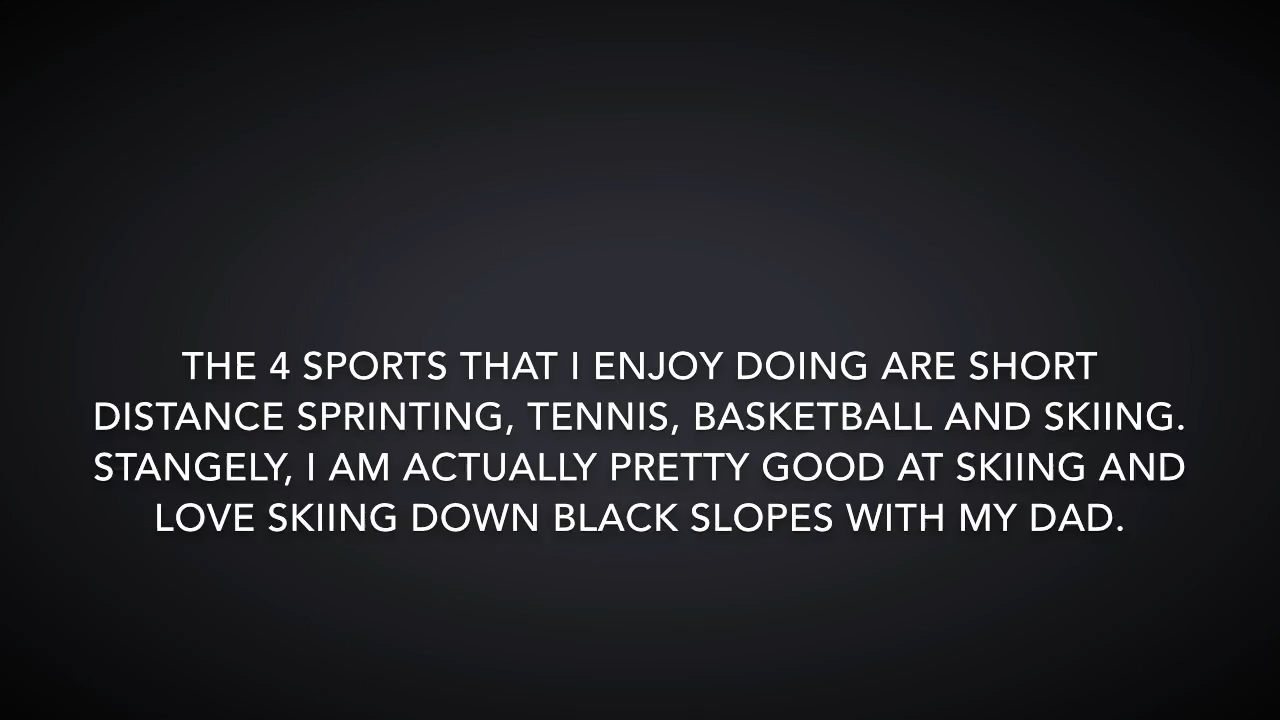 THE 4 SPORTS THAT I ENJOY DOING ARE SHORT
DISTANCE SPRINTING, TENNIS, BASKETBALL AND SKIING.
STANGELY, I AM ACTUALLY PRETTY GOOD AT SKIING AND
LOVE SKIING DOWN BLACK SLOPES WITH MY DAD.